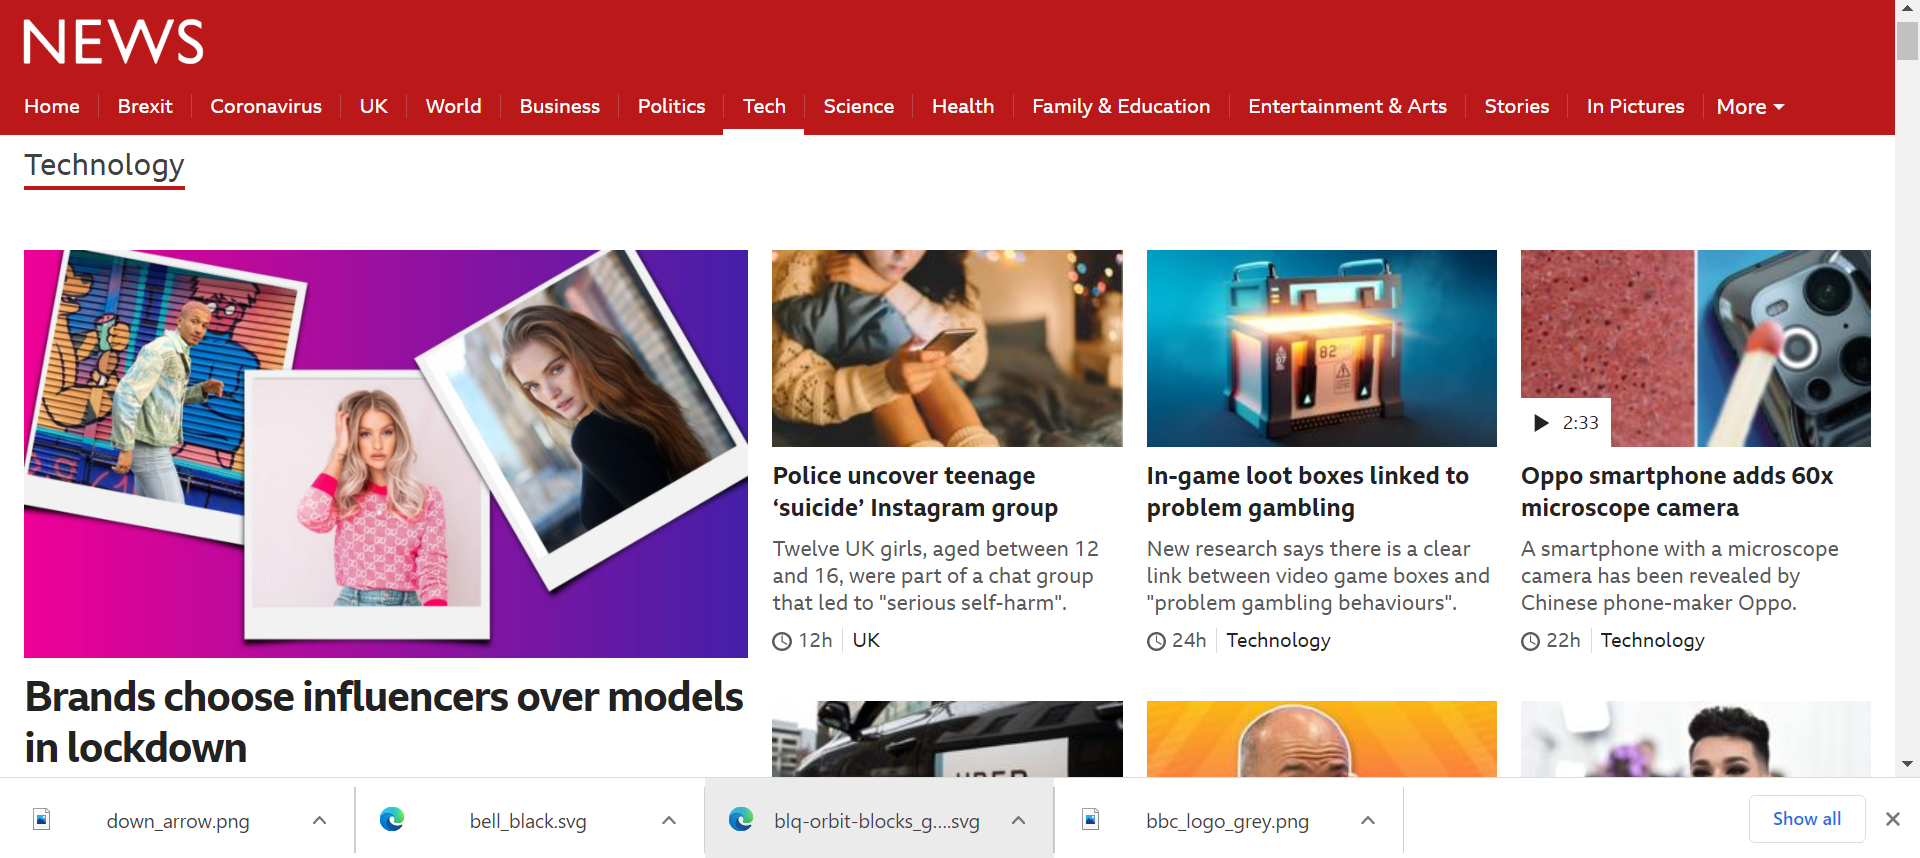 NEWS
Home
Brexit
Coronavirus
UK
World
Business
Politics
Tech
Science
Health
Family & Education
Entertainment & Arts
Stories
In Pictures
More
Technology
Brands choose influencers over models
in lockdown
Police uncover teenage
‘suicide’ Instagram group
Twelve UK girls, aged between 12
and 16, were part of a chat group
that led to "serious self-harm".
12h
UK
82
In-game loot boxes linked to
problem gambling
New research says there is a clear
link between video game boxes and
"problem gambling behaviours".
24h
Technology
2:33
Oppo smartphone adds 60x
microscope camera
A smartphone with a microscope
camera has been revealed by
Chinese phone-maker Oppo.
22h
Technology
down_arrow.png
bell_black.svg
blq-orbit-blocks_g....svg
bbc_logo_grey.png
Show all